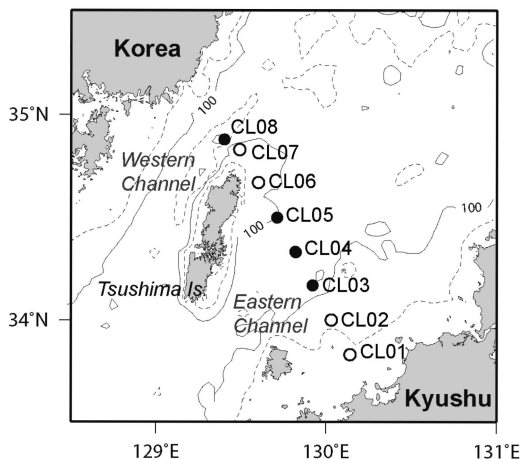 Korea
35°N
100
CL08
CL07
Western
Channel
CL06
100
CL05
100
CL04
Tsushima Is.
CL03
Eastern
Channel
34°N
CL02
CL01
Kyushu
129°E
130°E
131°E